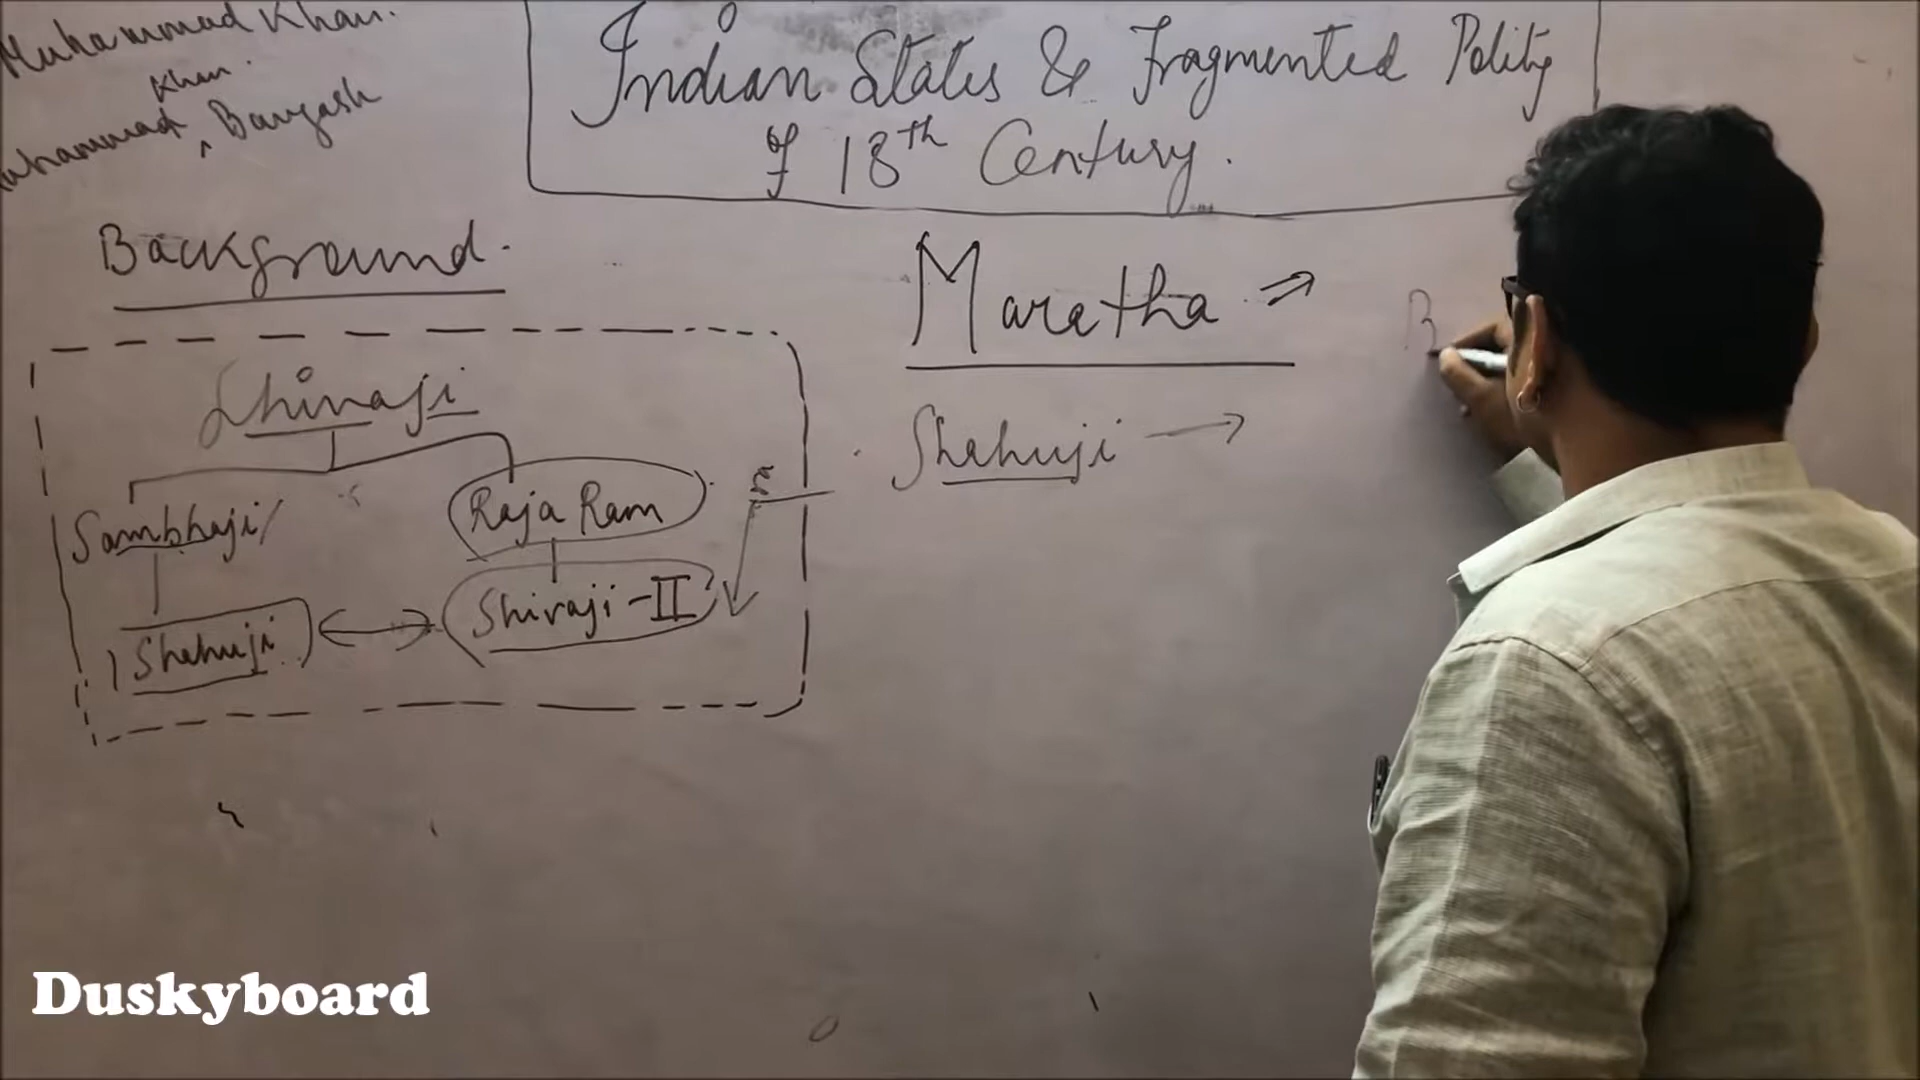 Muhammad Khan.
Khan.
Muhammad Bangash
Indian States & Fragmented Polity
of 18th Century.
Background.
Maratha ⇒
Shivaji
Shahuji →
Sambhaji
Raja Ram
Shivaji-II
Shahuji
B
Duskyboard